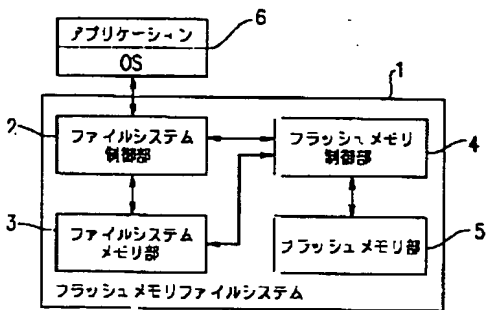 アプリケーション
OS
6
1
2
ファイルシステム
制御部
フラッシュメモリ
制御部
4
3
ファイルシステム
メモリ部
フラッシュメモリ部
5
フラッシュメモリファイルシステム